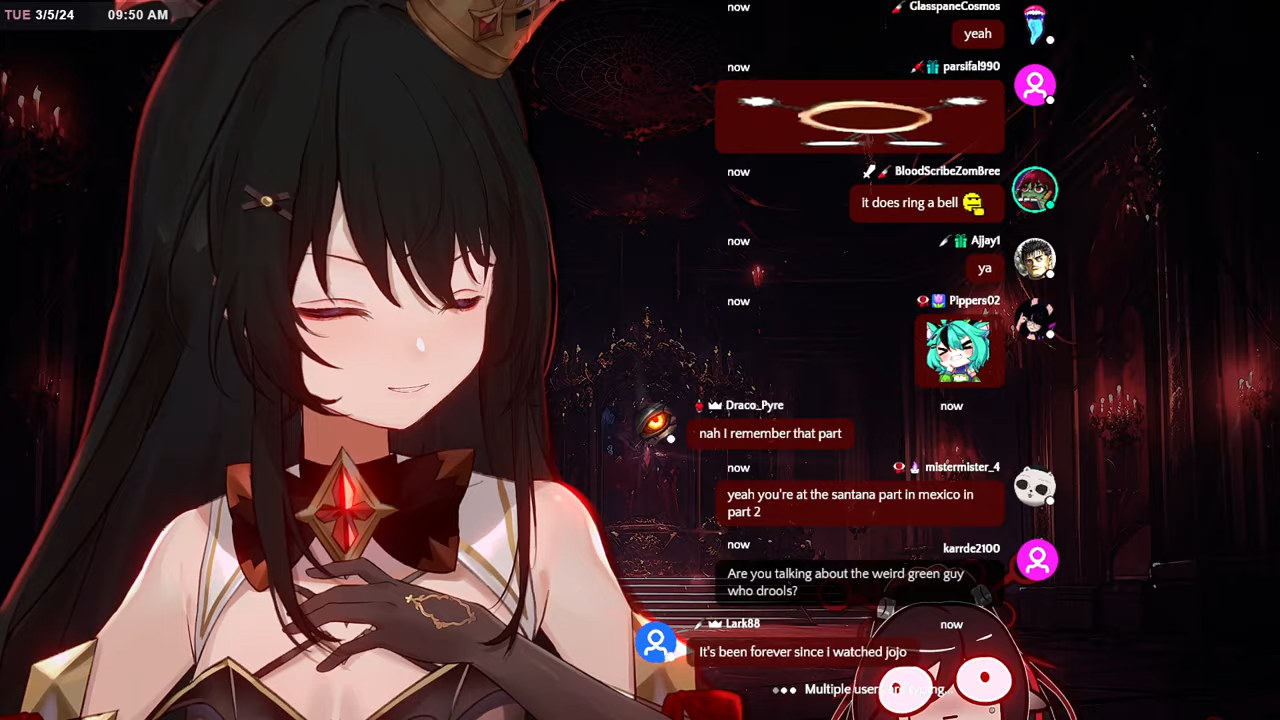 TUE 3/5/24 09:50 AM
now GlasspaneCosmos
yeah
now parsifal990
now BloodScribeZomBree
it does ring a bell
now Ajjay1
ya
now Pippers02
now
Draco_Pyre
nah I remember that part
now mistermister_4
yeah you're at the santana part in mexico in
part 2
now karrde2100
Are you talking about the weird green guy
who drools?
Lark88 now
It's been forever since i watched jojo
Multiple users are typing...